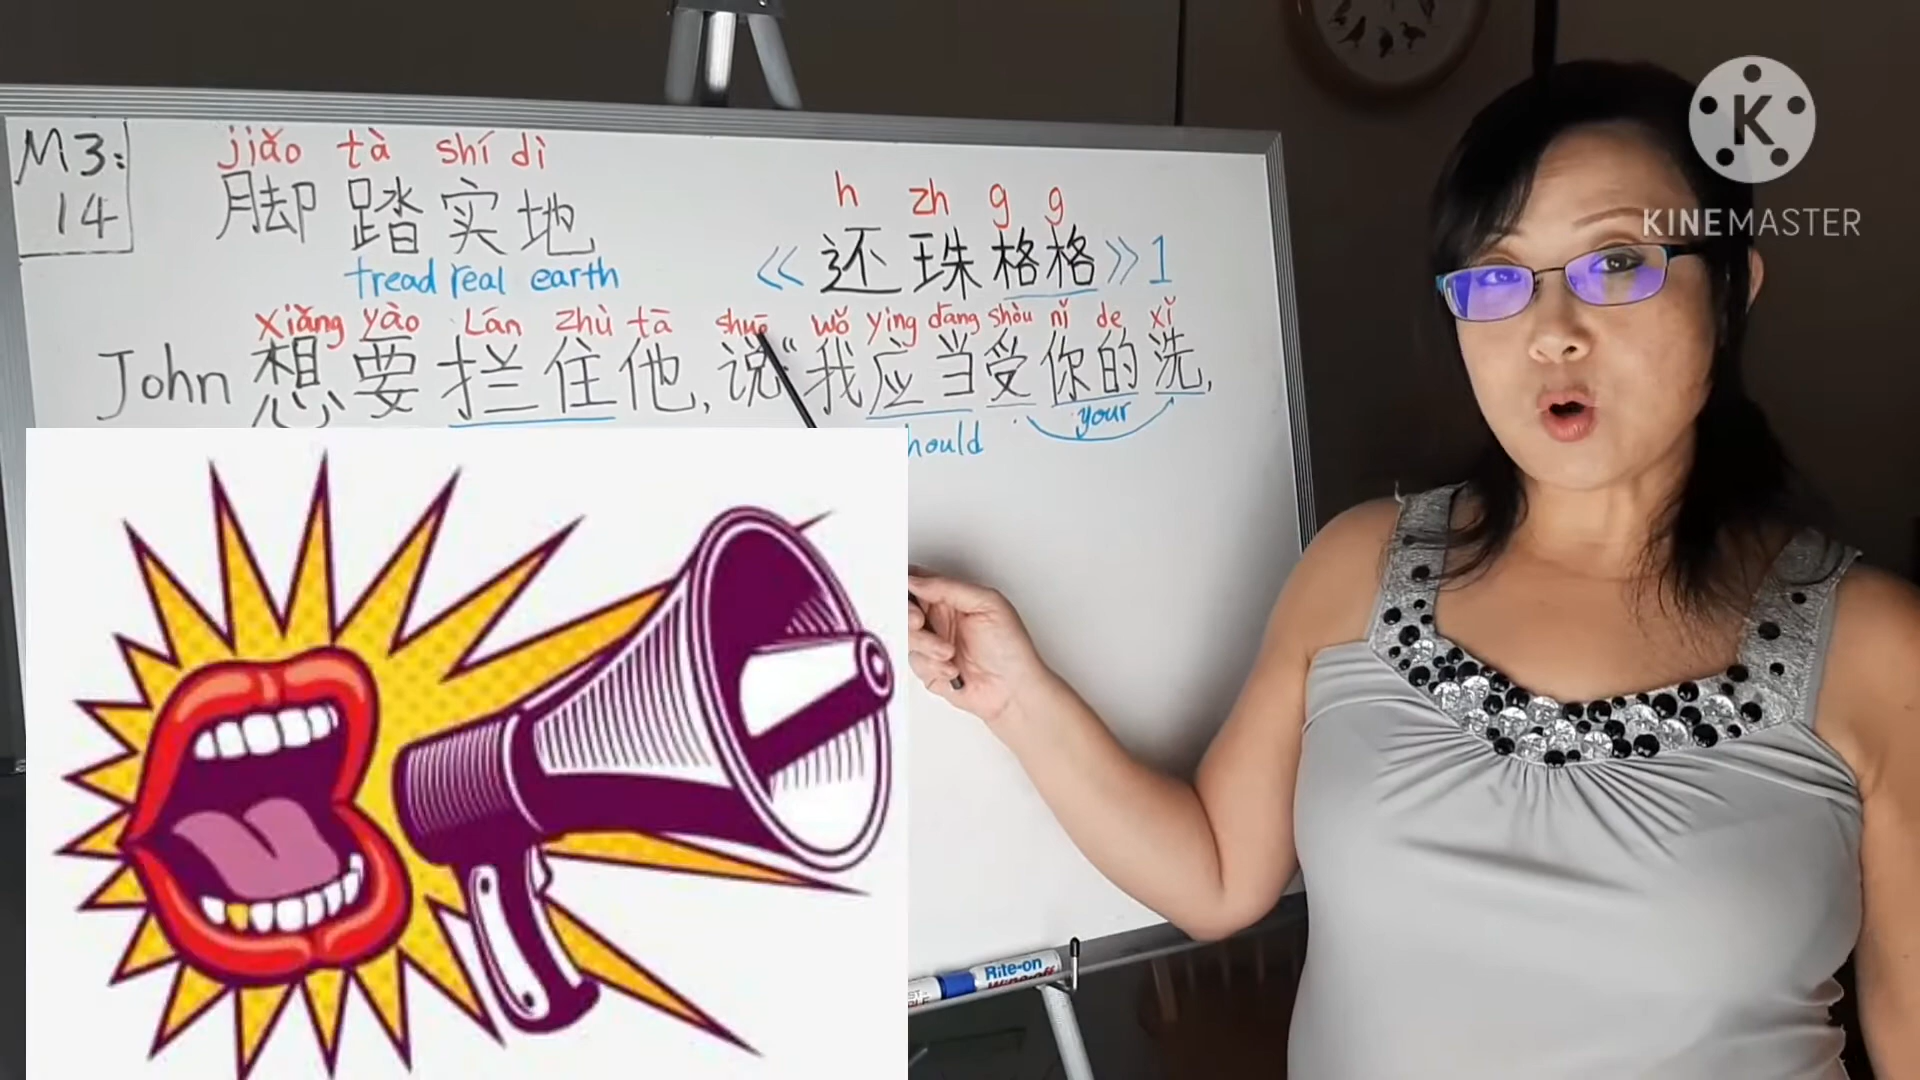 M3:
14
jiǎo tà shí dì
脚踏实地
tread real earth
h zh g g
《还珠格格》1
xiǎng yào Lán zhù tā shuō wǒ yīng dāng shòu nǐ de xǐ
John 想要拦住他,说“我应当受你的洗,
your
hould
KINEMASTER
K
Rite-on